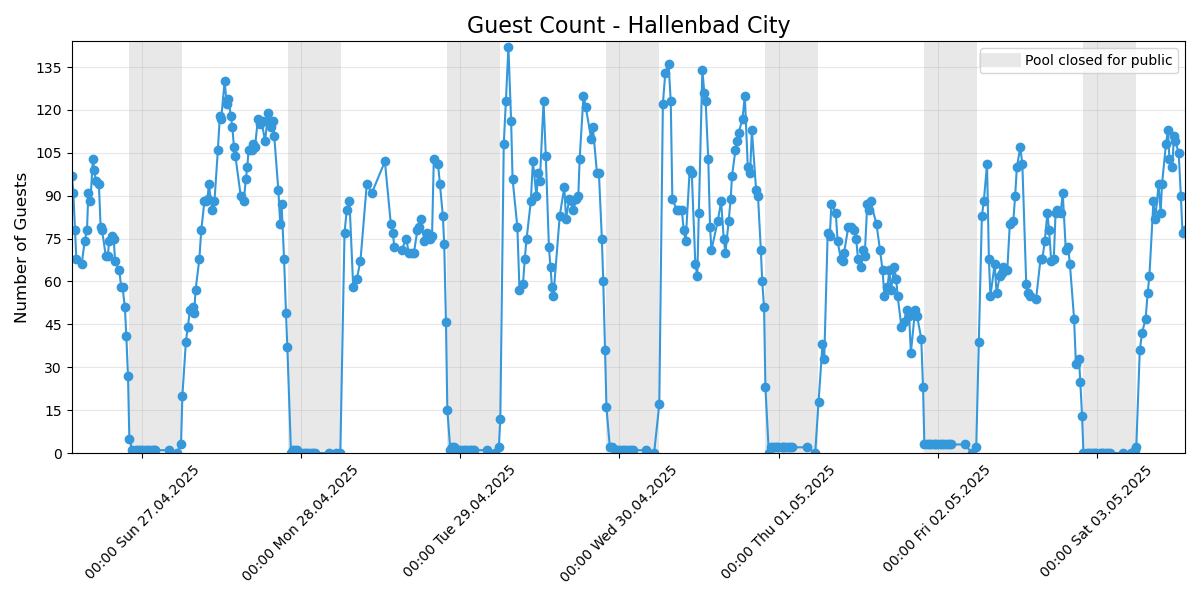 Guest Count - Hallenbad City
Pool closed for public
Number of Guests
135
120
105
90
75
60
45
30
15
0
00:00 Sun 27.04.2025
00:00 Mon 28.04.2025
00:00 Tue 29.04.2025
00:00 Wed 30.04.2025
00:00 Thu 01.05.2025
00:00 Fri 02.05.2025
00:00 Sat 03.05.2025